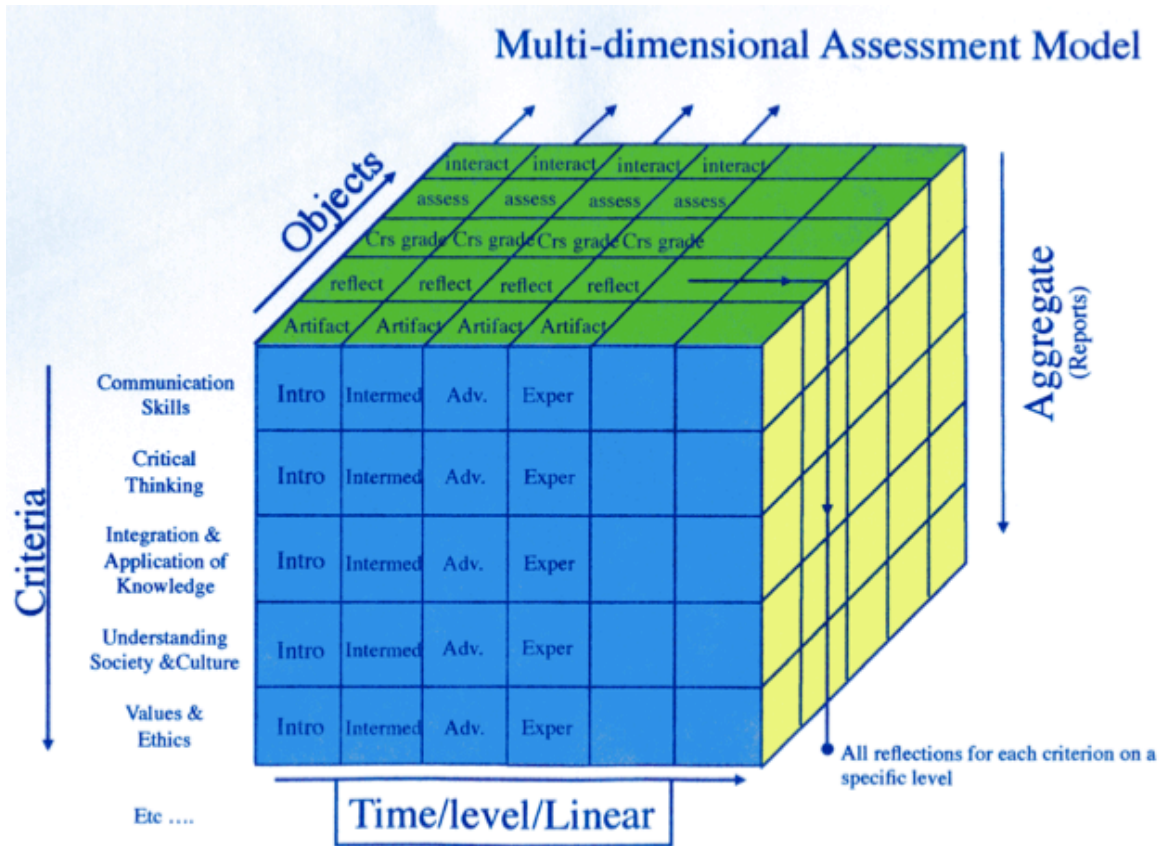 Multi-dimensional Assessment Model
Objects
interact interact interact interact
assess assess assess assess
Crs grade Crs grade Crs grade Crs grade
reflect reflect reflect reflect
Artifact Artifact Artifact Artifact
Aggregate
(Reports)
Criteria
Communication
Skills
Intro Intermed Adv. Exper
Critical
Thinking
Intro Intermed Adv. Exper
Integration &
Application of
Knowledge
Intro Intermed Adv. Exper
Understanding
Society &Culture
Intro Intermed Adv. Exper
Values &
Ethics
Intro Intermed Adv. Exper
All reflections for each criterion on a
specific level
Etc ....
Time/level/Linear